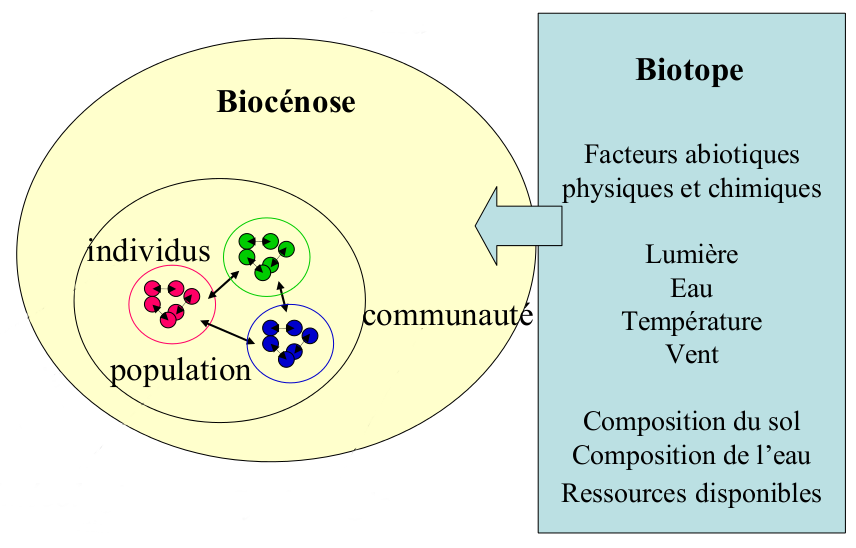 Biocénose
individus
communauté
population
Biotope
Facteurs abiotiques
physiques et chimiques
Lumière
Eau
Température
Vent
Composition du sol
Composition de l’eau
Ressources disponibles